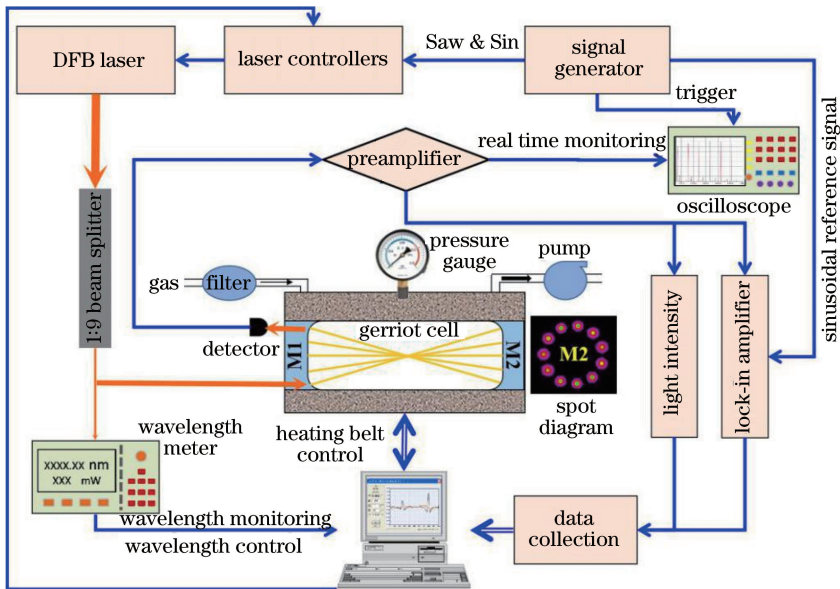 DFB laser
laser controllers
Saw & Sin
signal
generator
trigger
sinusoidal reference signal
preamplifier
real time monitoring
oscilloscope
1:9 beam splitter
gas
filter
pressure
gauge
pump
gerriot cell
detector
M1
M2
M2
spot
diagram
light intensity
lock-in amplifier
heating belt
control
wavelength
meter
xxxx.xx nm
xxx mW
wavelength monitoring
wavelength control
data
collection